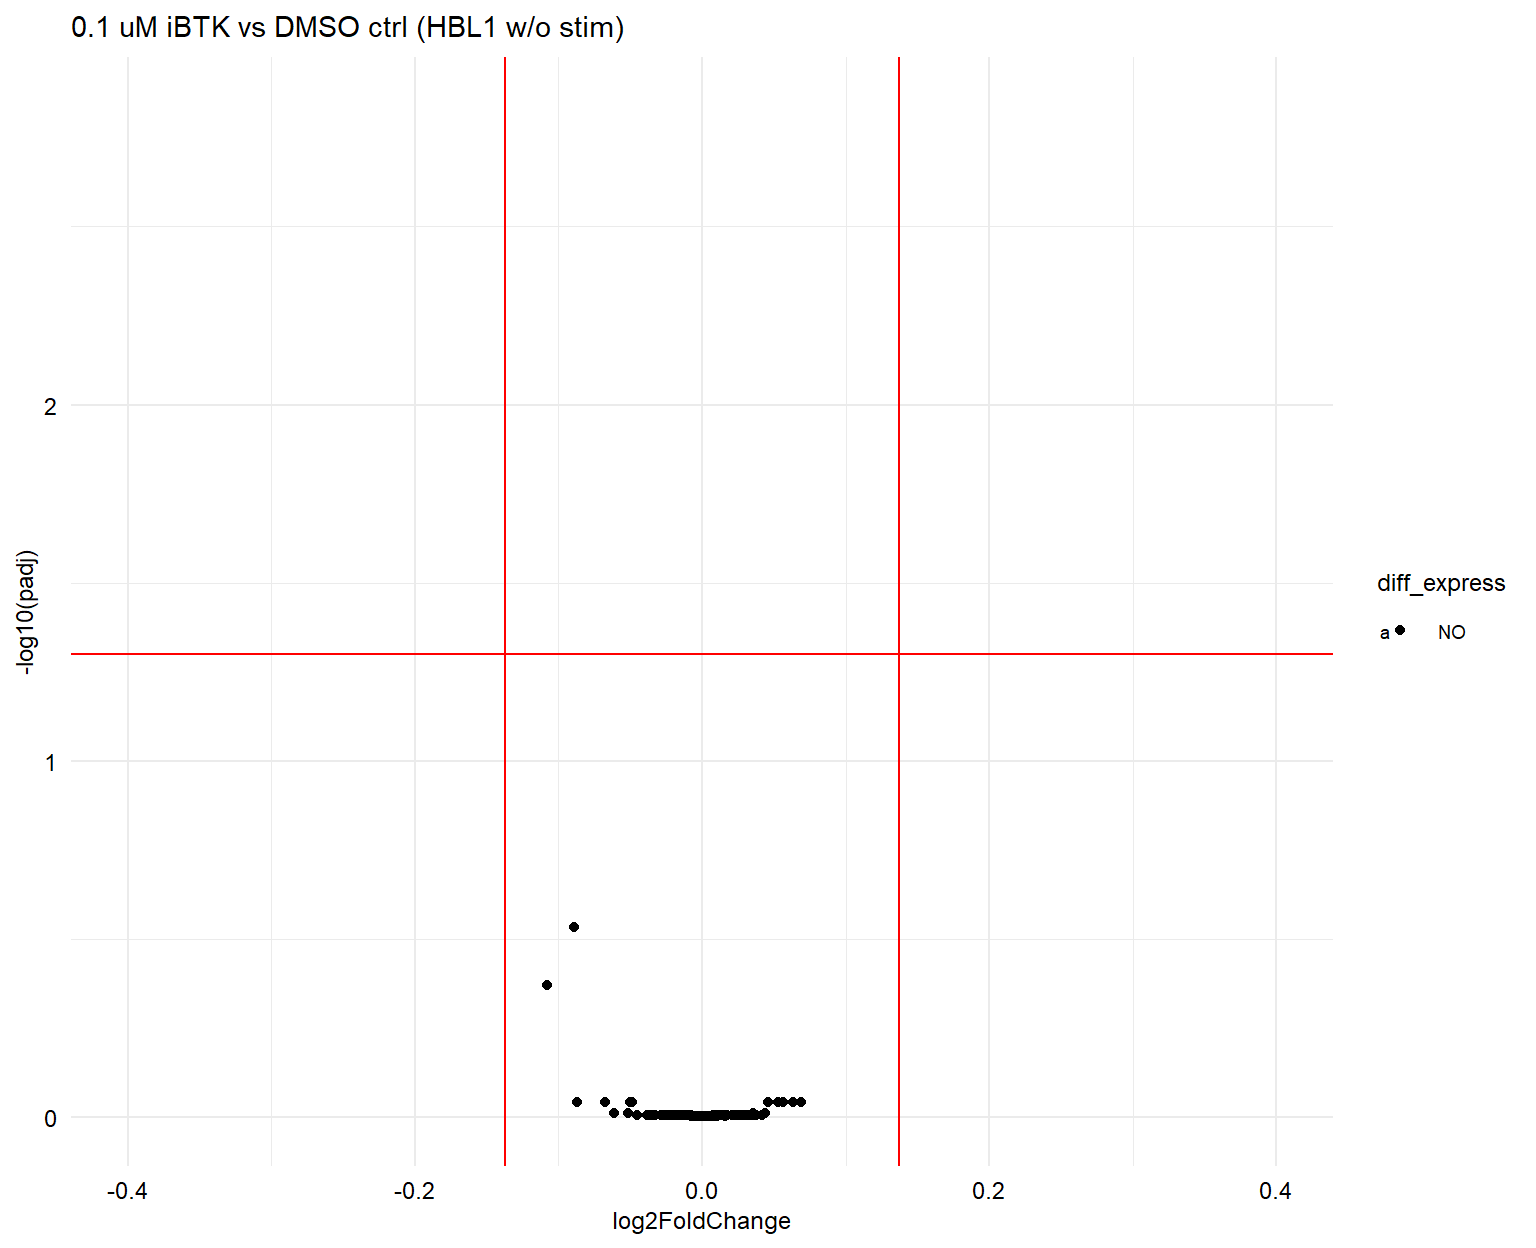 0.1 uM iBTK vs DMSO ctrl (HBL1 w/o stim)
2
1
0
-log10(padj)
-0.4
-0.2
0.0
0.2
0.4
log2FoldChange
diff_express
a NO